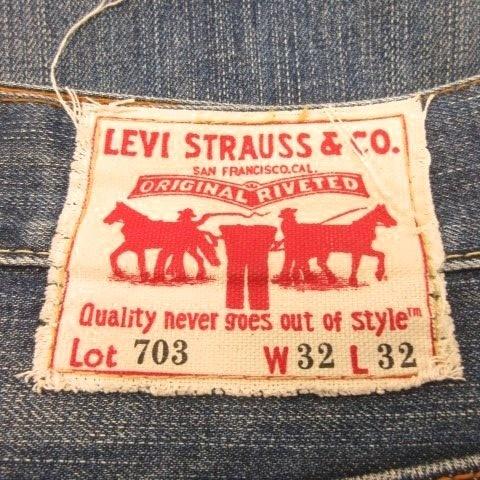 LEVI STRAUSS & CO.
SAN FRANCISCO.CAL.
ORIGINAL RIVETED
Quality never goes out of style™
Lot 703 W 32 L 32